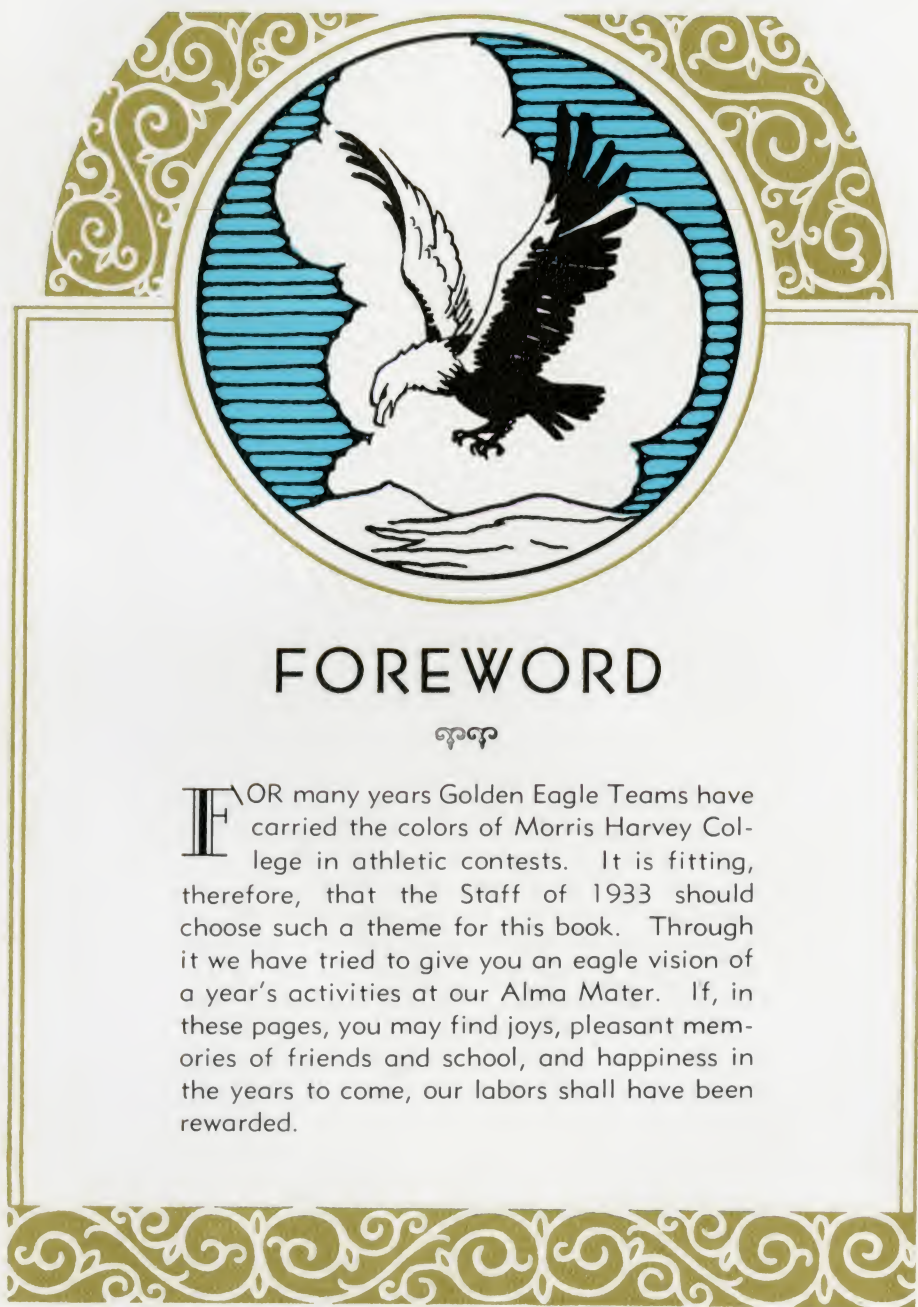 FOREWORD
FOR many years Golden Eagle Teams have
carried the colors of Morris Harvey Col-
lege in athletic contests. It is fitting,
therefore, that the Staff of 1933 should
choose such a theme for this book. Through
it we have tried to give you an eagle vision of
a year's activities at our Alma Mater. If, in
these pages, you may find joys, pleasant mem-
ories of friends and school, and happiness in
the years to come, our labors shall have been
rewarded.